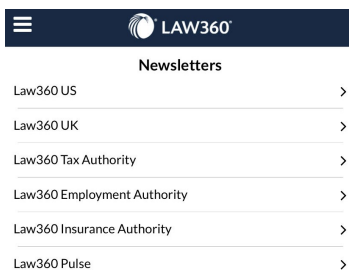 LAW360®
Newsletters
Law360 US
Law360 UK
Law360 Tax Authority
Law360 Employment Authority
Law360 Insurance Authority
Law360 Pulse